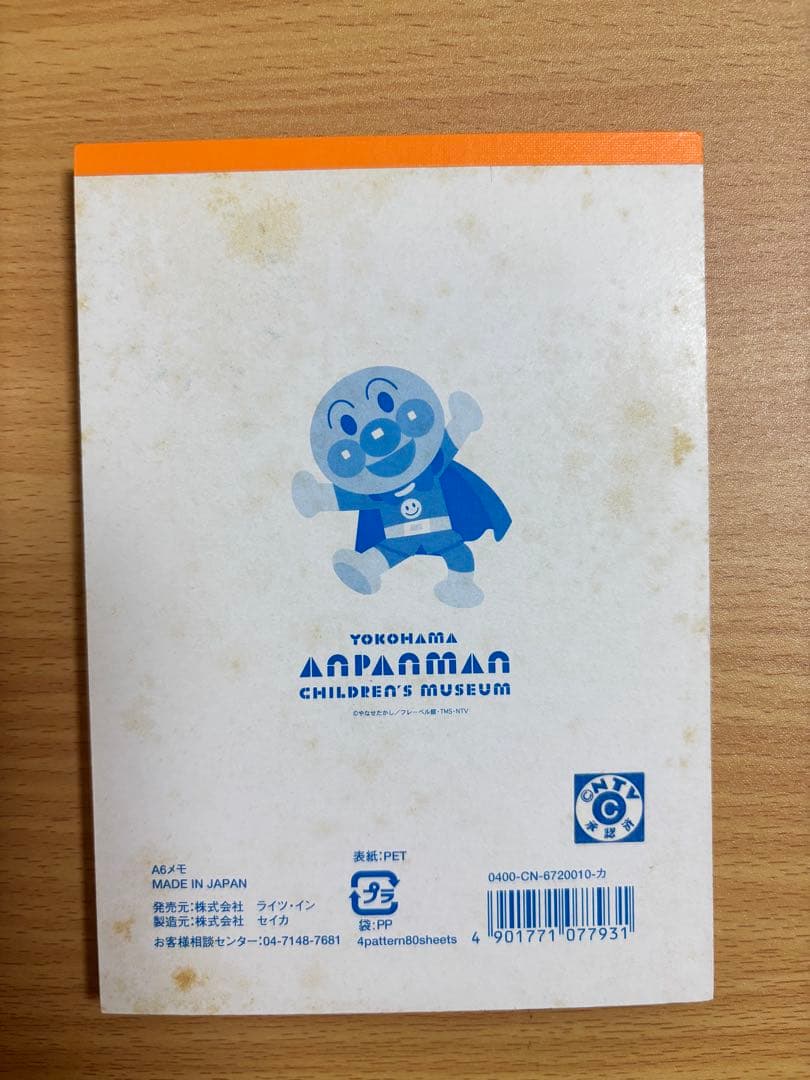 YOKOHAMA
ANPANMAN
CHILDREN'S MUSEUM
©やなせたかし/フレーベル館・TMS・NTV
©NTV
C
承認済
A6メモ
MADE IN JAPAN
発売元:株式会社 ライツ・イン
製造元:株式会社 セイカ
お客様相談センター:04-7148-7681
表紙:PET
プラ
袋:PP
4pattern80sheets
0400-CN-6720010-カ
4 901771 077931